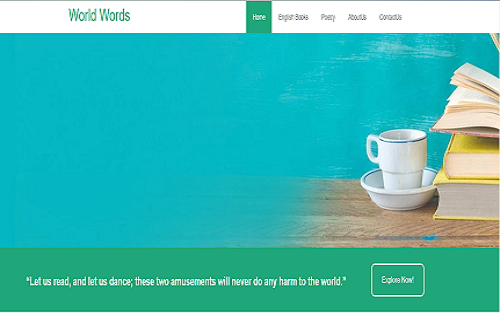 World Words
Home English Books Poetry AboutUs ContactUs
"Let us read, and let us dance; these two amusements will never do any harm to the world."
Explore Now!